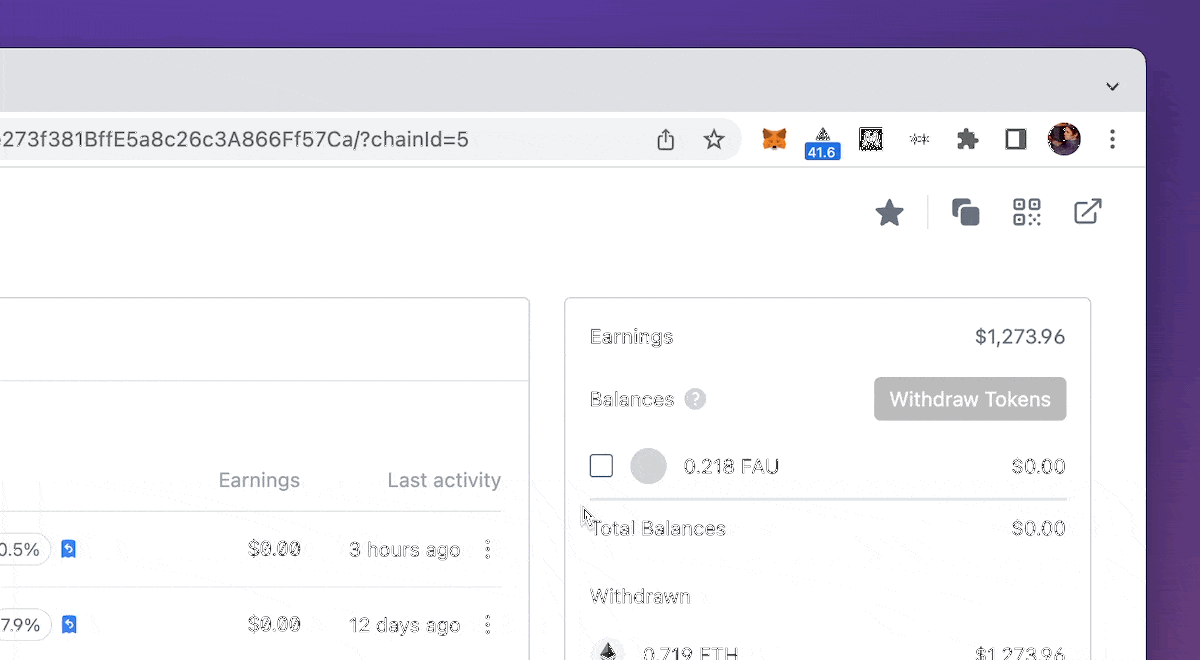 e273f381BffE5a8c26c3A866Ff57Ca/?chainId=5
41.6
Earnings $1,273.96
Balances ? Withdraw Tokens
0.218 FAU $0.00
Total Balances $0.00
Withdrawn
0.719 ETH $1,273.96
Earnings Last activity
0.5% $0.00 3 hours ago
7.9% $0.00 12 days ago